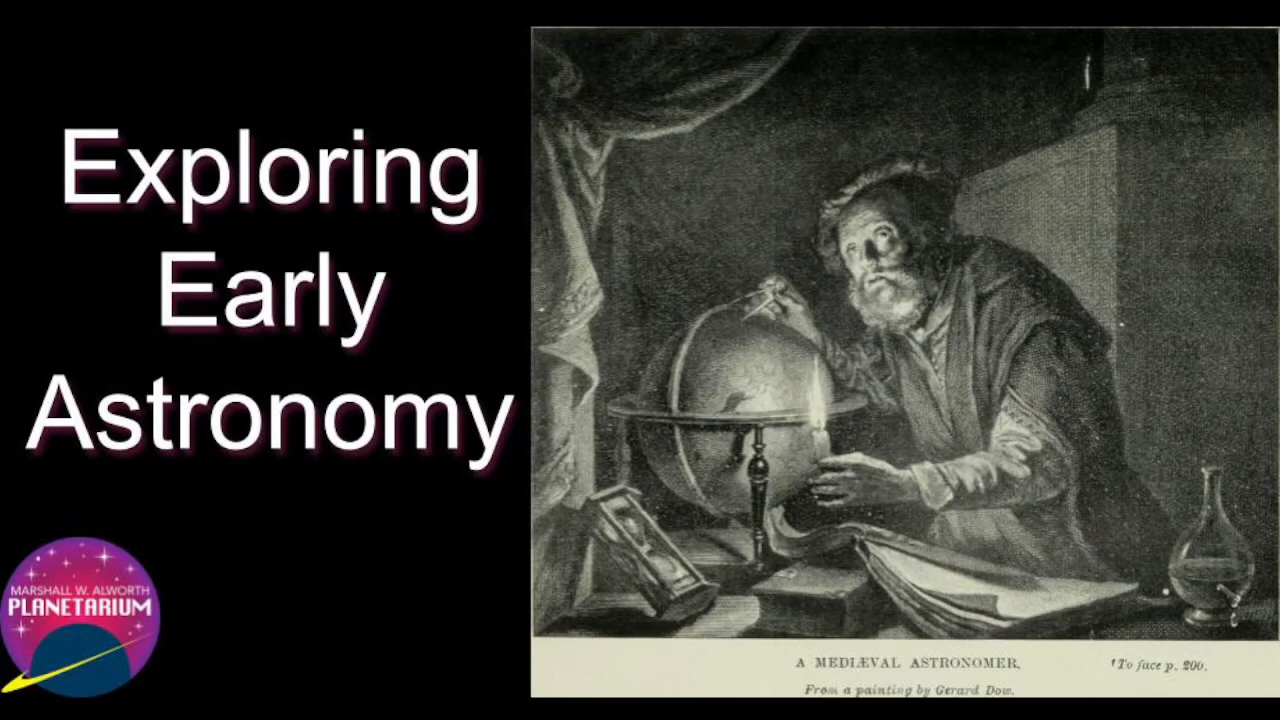 Exploring
Early
Astronomy
MARSHALL W. ALWORTH
PLANETARIUM
A MEDIÆVAL ASTRONOMER.
[To face p. 200.
From a painting by Gerard Dow.